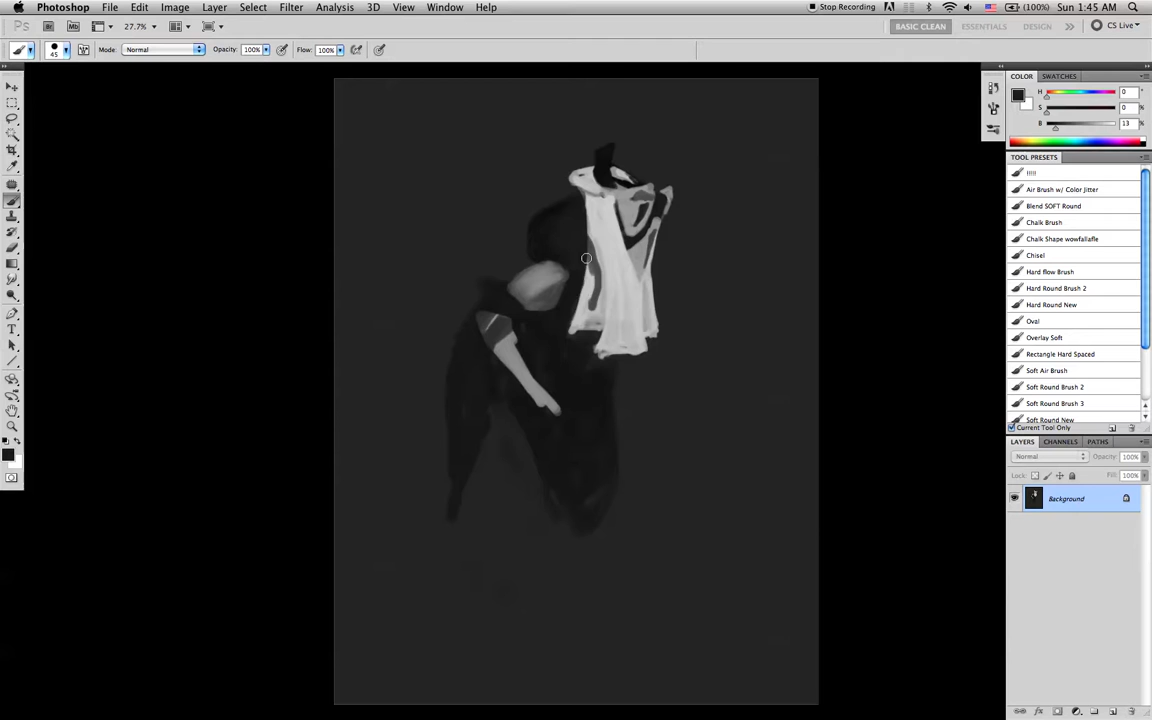 Photoshop File Edit Image Layer Select Filter Analysis 3D View Window Help Stop Recording (100%) Sun 1:45 AM
Ps Br Mb 27.7% BASIC CLEAN ESSENTIALS DESIGN CS Live
45 Mode: Normal Opacity: 100% Flow: 100%
COLOR SWATCHES
H 0 °
S 0 %
B 13 %
TOOL PRESETS
!!!!!
Air Brush w/ Color Jitter
Blend SOFT Round
Chalk Brush
Chalk Shape wowfallafle
Chisel
Hard flow Brush
Hard Round Brush 2
Hard Round New
Oval
Overlay Soft
Rectangle Hard Spaced
Soft Air Brush
Soft Round Brush 2
Soft Round Brush 3
Soft Round New
Current Tool Only
LAYERS CHANNELS PATHS
Normal Opacity: 100%
Lock: Fill: 100%
Background